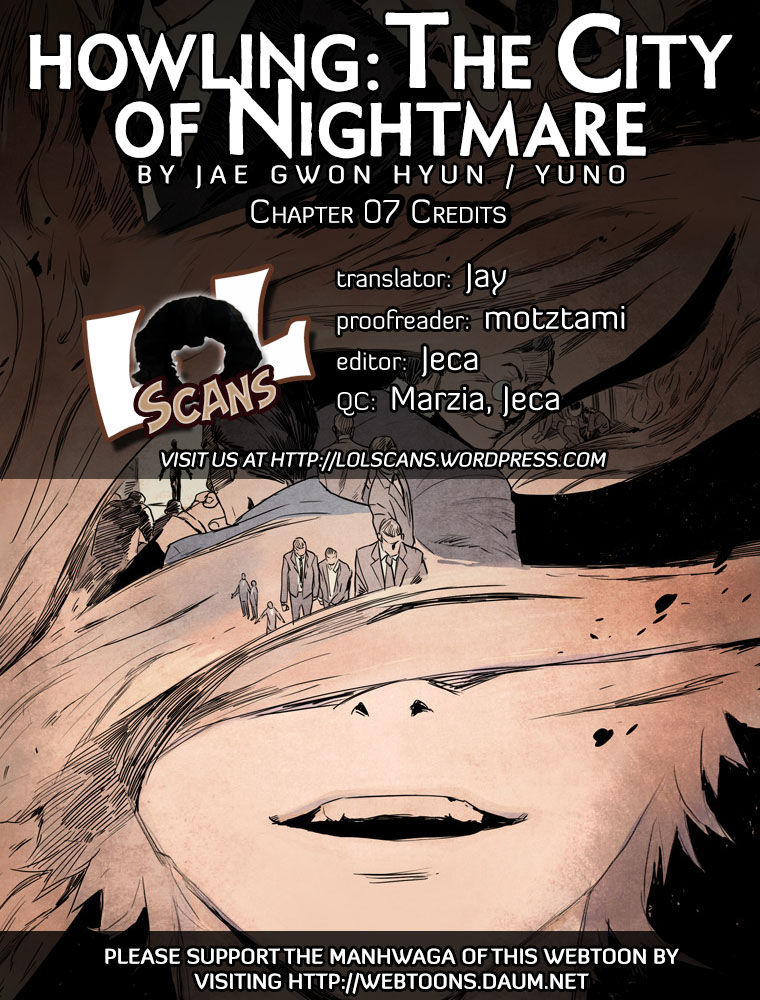 HOWLING: THE CITY
OF NIGHTMARE
BY JAE GWON HYUN / YUNO
CHAPTER 07 CREDITS
LOL
SCANS
translator: Jay
proofreader: motztami
editor: Jeca
QC: Marzia, Jeca
VISIT US AT HTTP://LOLSCANS.WORDPRESS.COM
PLEASE SUPPORT THE MANHWAGA OF THIS WEBTOON BY
VISITING HTTP://WEBTOONS.DAUM.NET